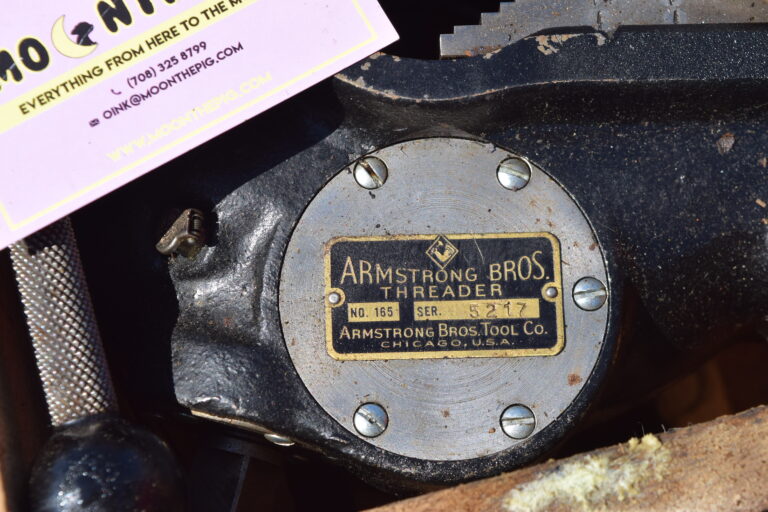 EVERYTHING FROM HERE TO THE
(708) 325 8799
OINK@MOONTHEPIG.COM
WWW.MOONTHEPIG.COM
ARMSTRONG BROS.
THREADER
NO. 165 SER. 5217
ARMSTRONG BROS. TOOL CO.
CHICAGO, U.S.A.